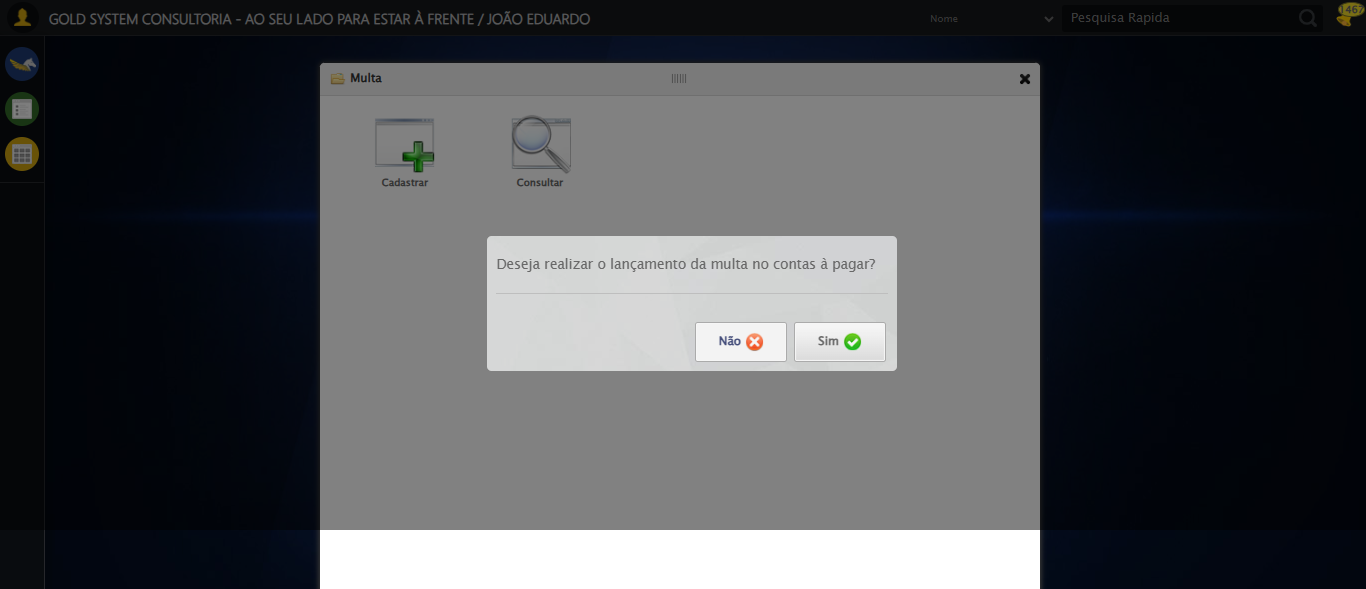 GOLD SYSTEM CONSULTORIA - AO SEU LADO PARA ESTAR À FRENTE / JOÃO EDUARDO
Nome
Pesquisa Rapida
1467
Multa
Cadastrar
Consultar
Deseja realizar o lançamento da multa no contas à pagar?
Não
Sim